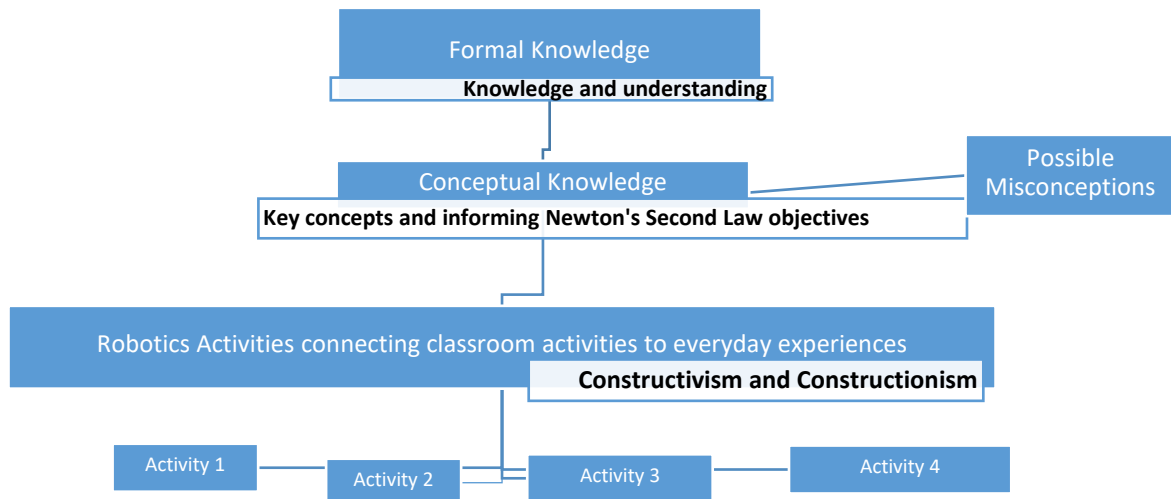 Formal Knowledge
Knowledge and understanding
Conceptual Knowledge
Possible
Misconceptions
Key concepts and informing Newton's Second Law objectives
Robotics Activities connecting classroom activities to everyday experiences
Constructivism and Constructionism
Activity 1
Activity 2
Activity 3
Activity 4